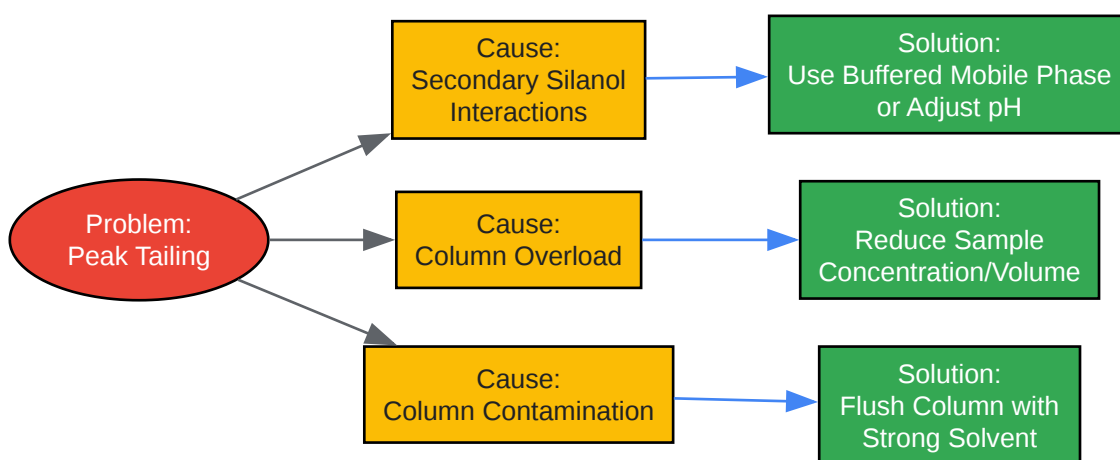 Problem:
Peak Tailing
Cause:
Secondary Silanol
Interactions
Solution:
Use Buffered Mobile Phase
or Adjust pH
Cause:
Column Overload
Solution:
Reduce Sample
Concentration/Volume
Cause:
Column Contamination
Solution:
Flush Column with
Strong Solvent